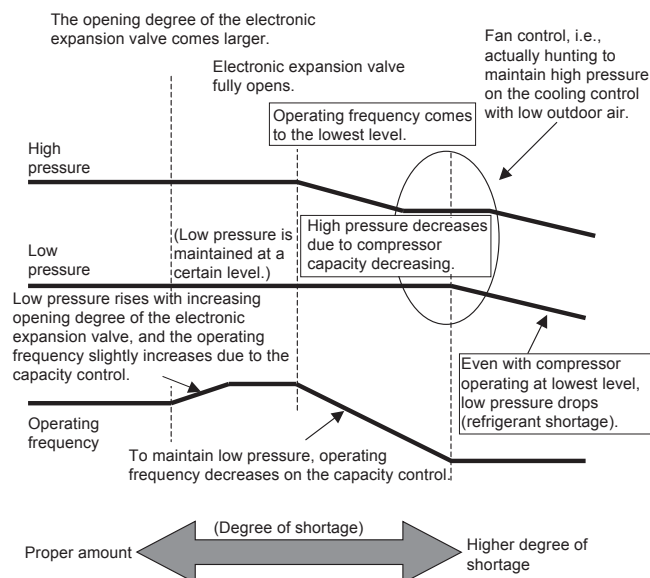 The opening degree of the electronic
expansion valve comes larger.
Electronic expansion valve
fully opens.
Fan control, i.e.,
actually hunting to
maintain high pressure
on the cooling control
with low outdoor air.
Operating frequency comes
to the lowest level.
High
pressure
(Low pressure is
maintained at a
certain level.)
High pressure decreases
due to compressor
capacity decreasing.
Low
pressure
Low pressure rises with increasing
opening degree of the electronic
expansion valve, and the operating
frequency slightly increases due to the
capacity control.
Even with compressor
operating at lowest level,
low pressure drops
(refrigerant shortage).
Operating
frequency
To maintain low pressure, operating
frequency decreases on the capacity control.
(Degree of shortage)
Proper amount
Higher degree of
shortage